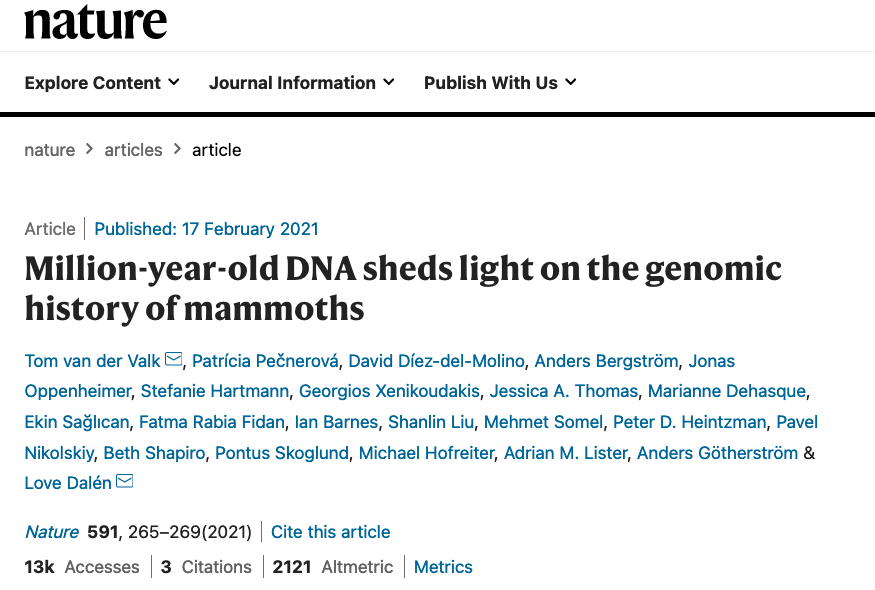 nature
Explore Content Journal Information Publish With Us
nature > articles > article
Article | Published: 17 February 2021
Million-year-old DNA sheds light on the genomic
history of mammoths
Tom van der Valk, Patrícia Pečnerová, David Díez-del-Molino, Anders Bergström, Jonas
Oppenheimer, Stefanie Hartmann, Georgios Xenikoudakis, Jessica A. Thomas, Marianne Dehasque,
Ekin Sağlıcan, Fatma Rabia Fidan, Ian Barnes, Shanlin Liu, Mehmet Somel, Peter D. Heintzman, Pavel
Nikolskiy, Beth Shapiro, Pontus Skoglund, Michael Hofreiter, Adrian M. Lister, Anders Götherström &
Love Dalén
Nature 591, 265–269(2021) | Cite this article
13k Accesses | 3 Citations | 2121 Altmetric | Metrics